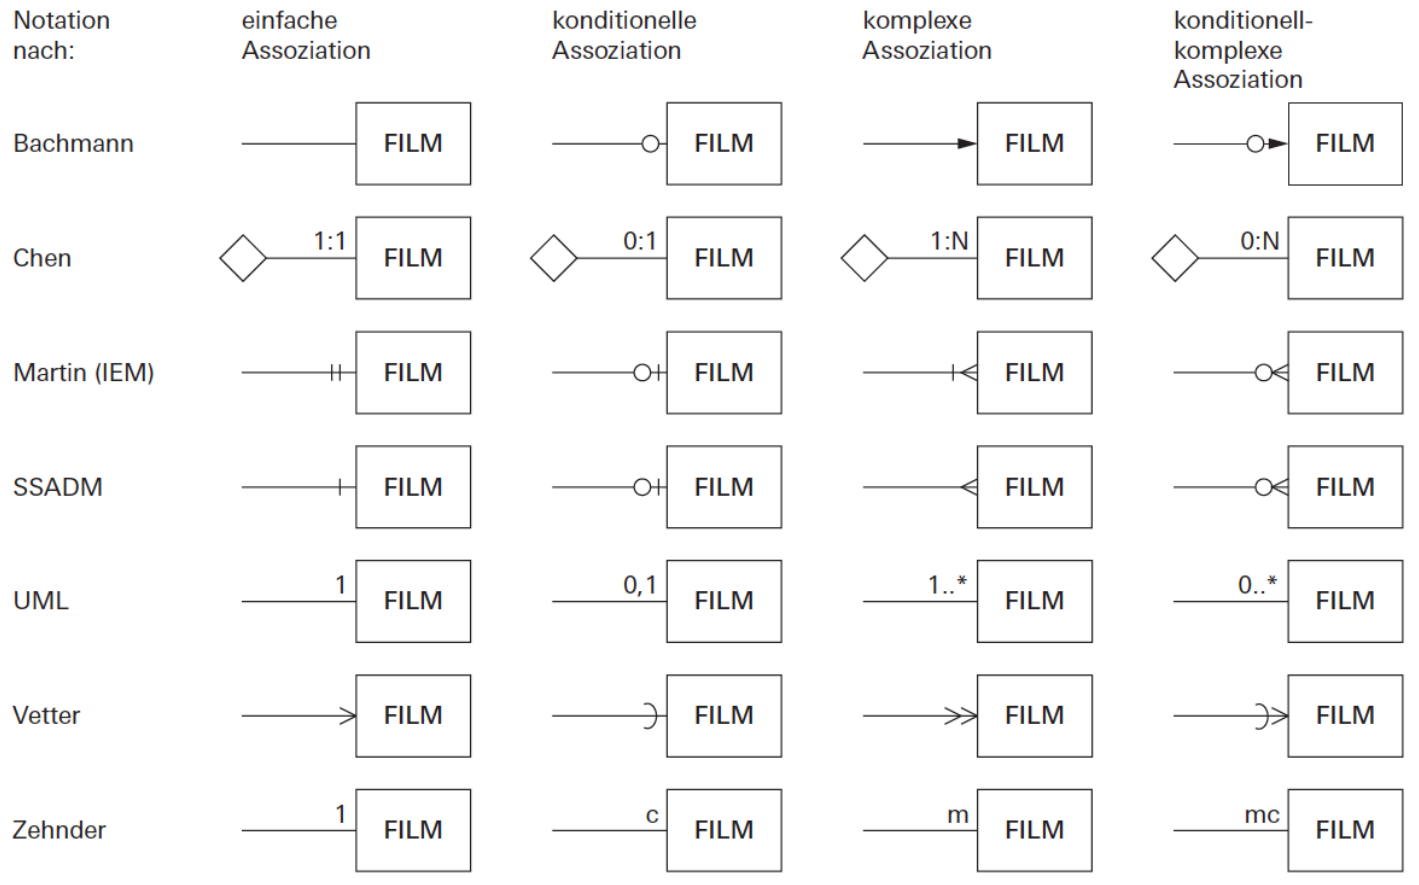 Notation nach:
einfache Assoziation
konditionelle Assoziation
komplexe Assoziation
konditionell-komplexe Assoziation
Bachmann
FILM
FILM
FILM
FILM
Chen
1:1
FILM
0:1
FILM
1:N
FILM
0:N
FILM
Martin (IEM)
FILM
FILM
FILM
FILM
SSADM
FILM
FILM
FILM
FILM
UML
1
FILM
0,1
FILM
1..*
FILM
0..*
FILM
Vetter
FILM
FILM
FILM
FILM
Zehnder
1
FILM
c
FILM
m
FILM
mc
FILM